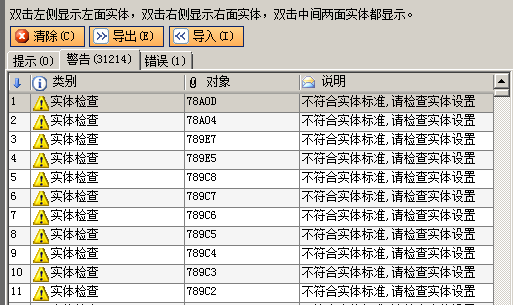 双击左侧显示左面实体，双击右侧显示右面实体，双击中间两面实体都显示。
清除(C) 导出(E) 导入(I)
提示(0) 警告(31214) 错误(1)
类别 对象 说明
1 实体检查 78A0D 不符合实体标准,请检查实体设置
2 实体检查 78A04 不符合实体标准,请检查实体设置
3 实体检查 789E7 不符合实体标准,请检查实体设置
4 实体检查 789E5 不符合实体标准,请检查实体设置
5 实体检查 789C8 不符合实体标准,请检查实体设置
6 实体检查 789C7 不符合实体标准,请检查实体设置
7 实体检查 789C6 不符合实体标准,请检查实体设置
8 实体检查 789C5 不符合实体标准,请检查实体设置
9 实体检查 789C4 不符合实体标准,请检查实体设置
10 实体检查 789C3 不符合实体标准,请检查实体设置
11 实体检查 789C2 不符合实体标准,请检查实体设置